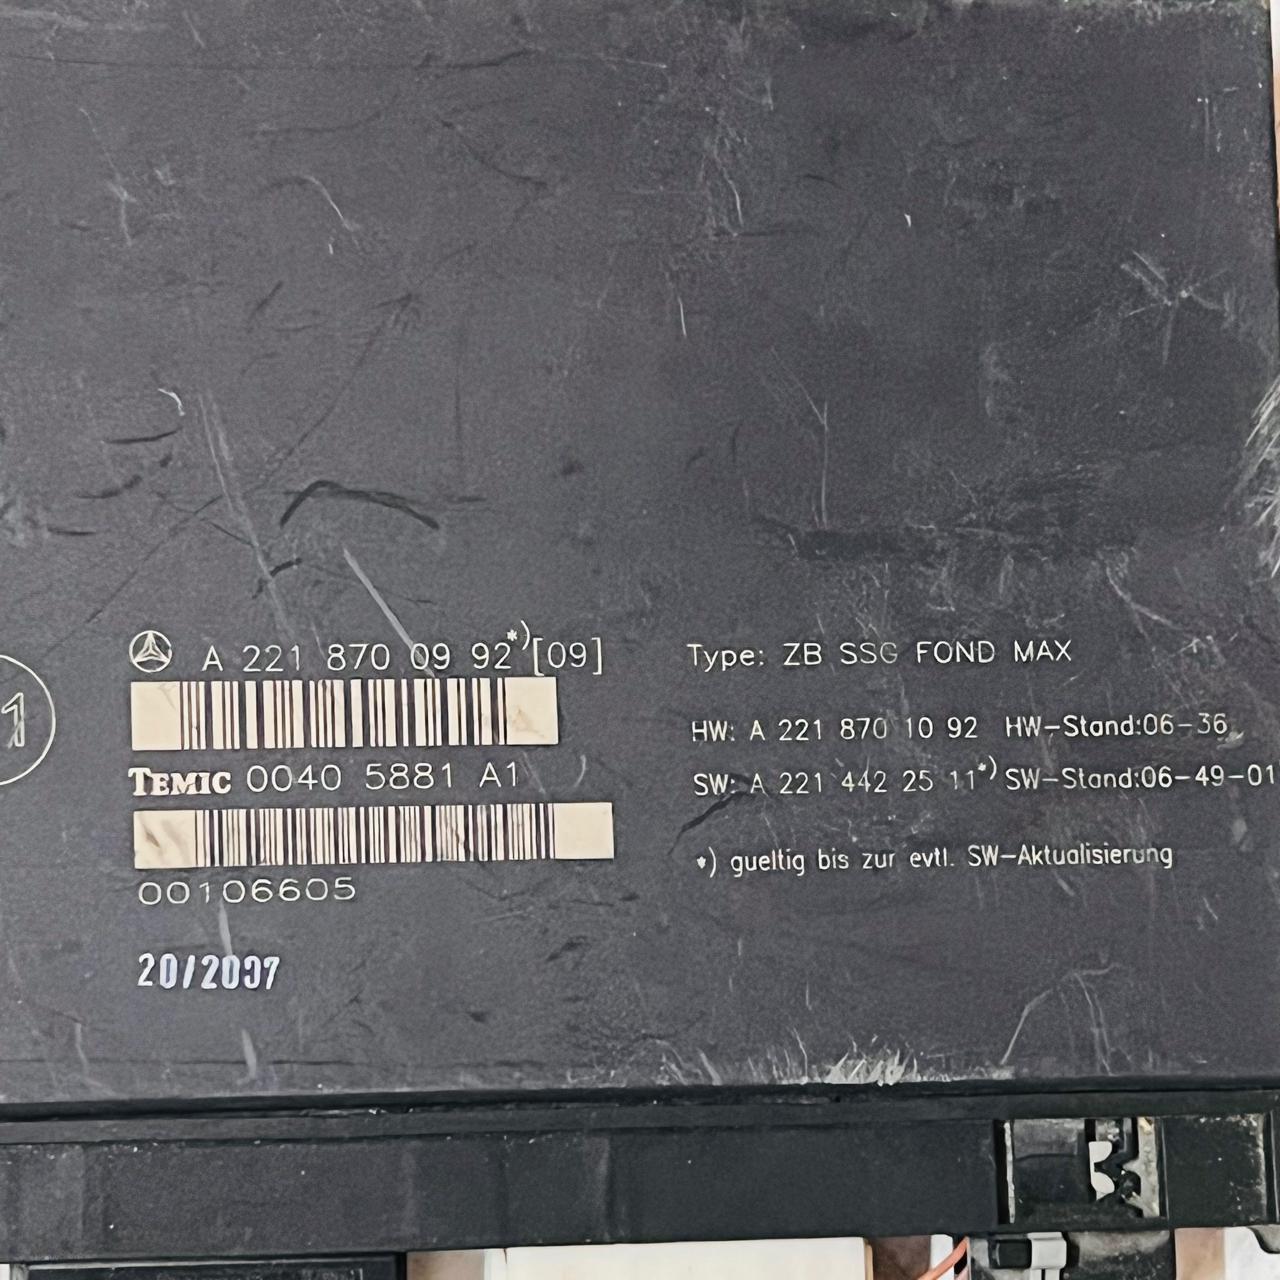 A 221 870 09 92*)[09]
TEMIC 0040 5881 A1
00106605
20/2007
1
Type: ZB SSG FOND MAX
HW: A 221 870 10 92 HW-Stand:06-36
SW: A 221 442 25 11*) SW-Stand:06-49-01
*) gueltig bis zur evtl. SW-Aktualisierung